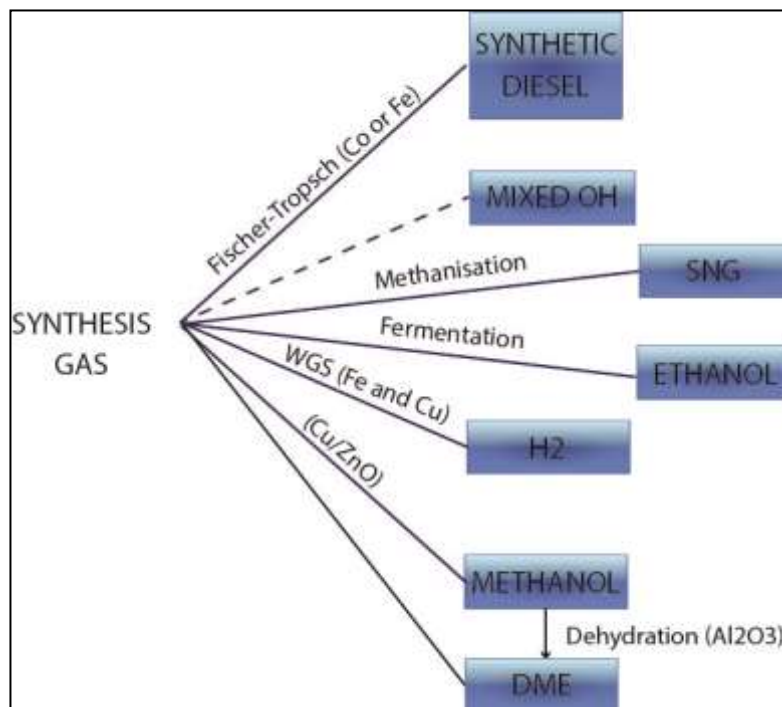 SYNTHETIC
DIESEL
Fischer-Tropsch (Co or Fe)
MIXED OH
Methanisation
SNG
SYNTHESIS
GAS
Fermentation
ETHANOL
WGS (Fe and Cu)
H2
(Cu/ZnO)
METHANOL
Dehydration (Al2O3)
DME